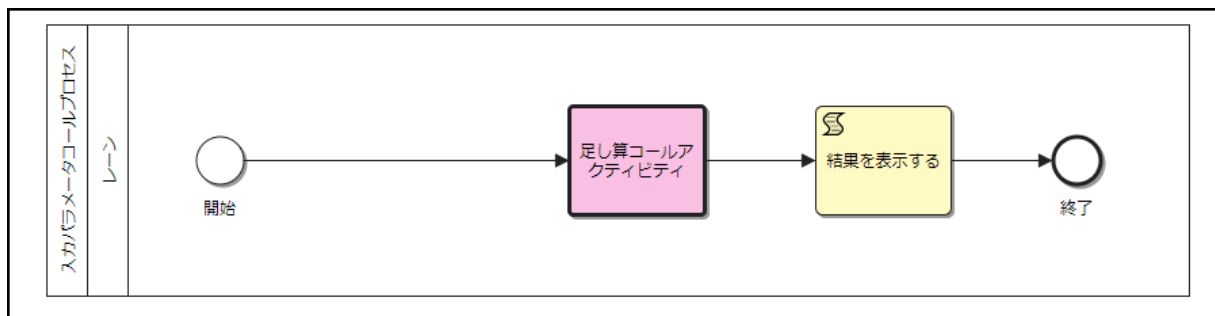 入力パラメータコールプロセス
レーン
開始
足し算コールア
クティビティ
結果を表示する
終了